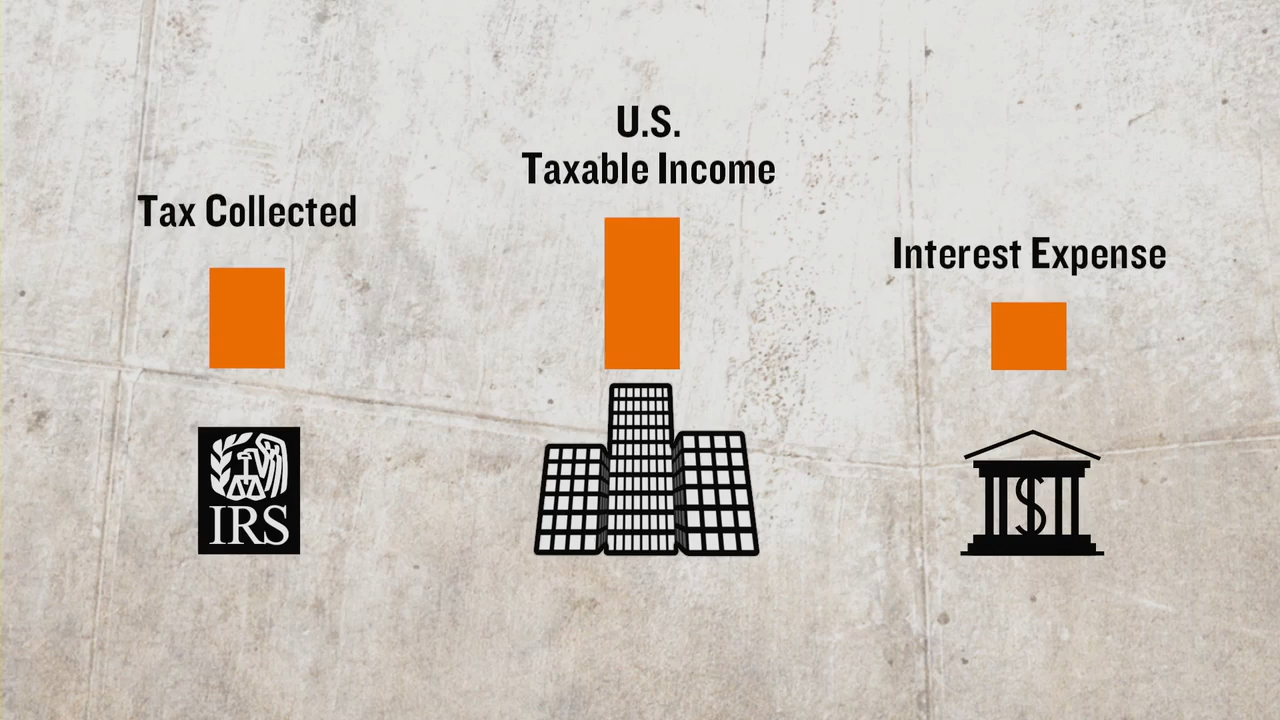 Tax Collected
U.S.
Taxable Income
Interest Expense
IRS
$